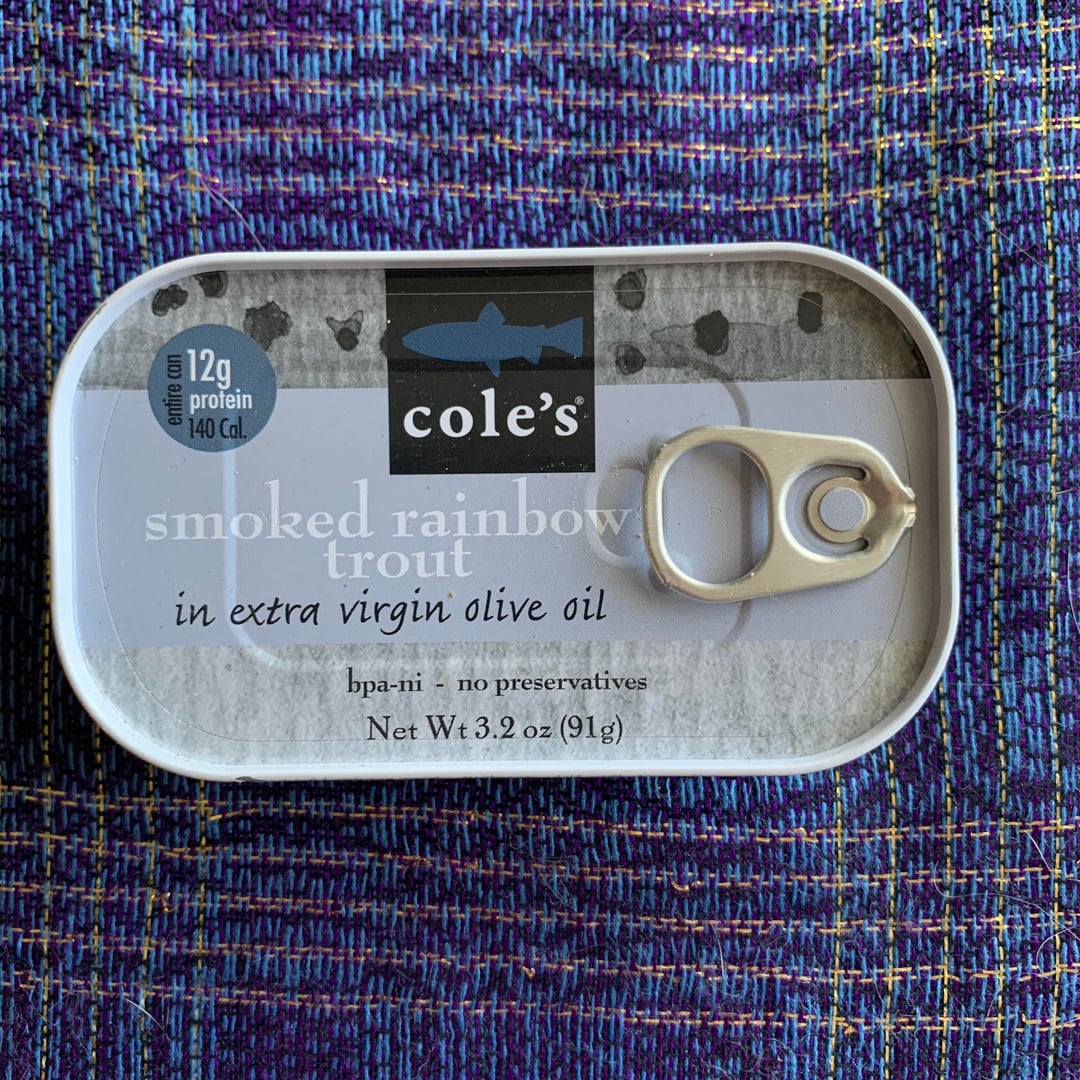 entire can
12g
protein
140 Cal.
cole's®
smoked rainbow
trout
in extra virgin olive oil
bpa-ni - no preservatives
Net Wt 3.2 oz (91g)